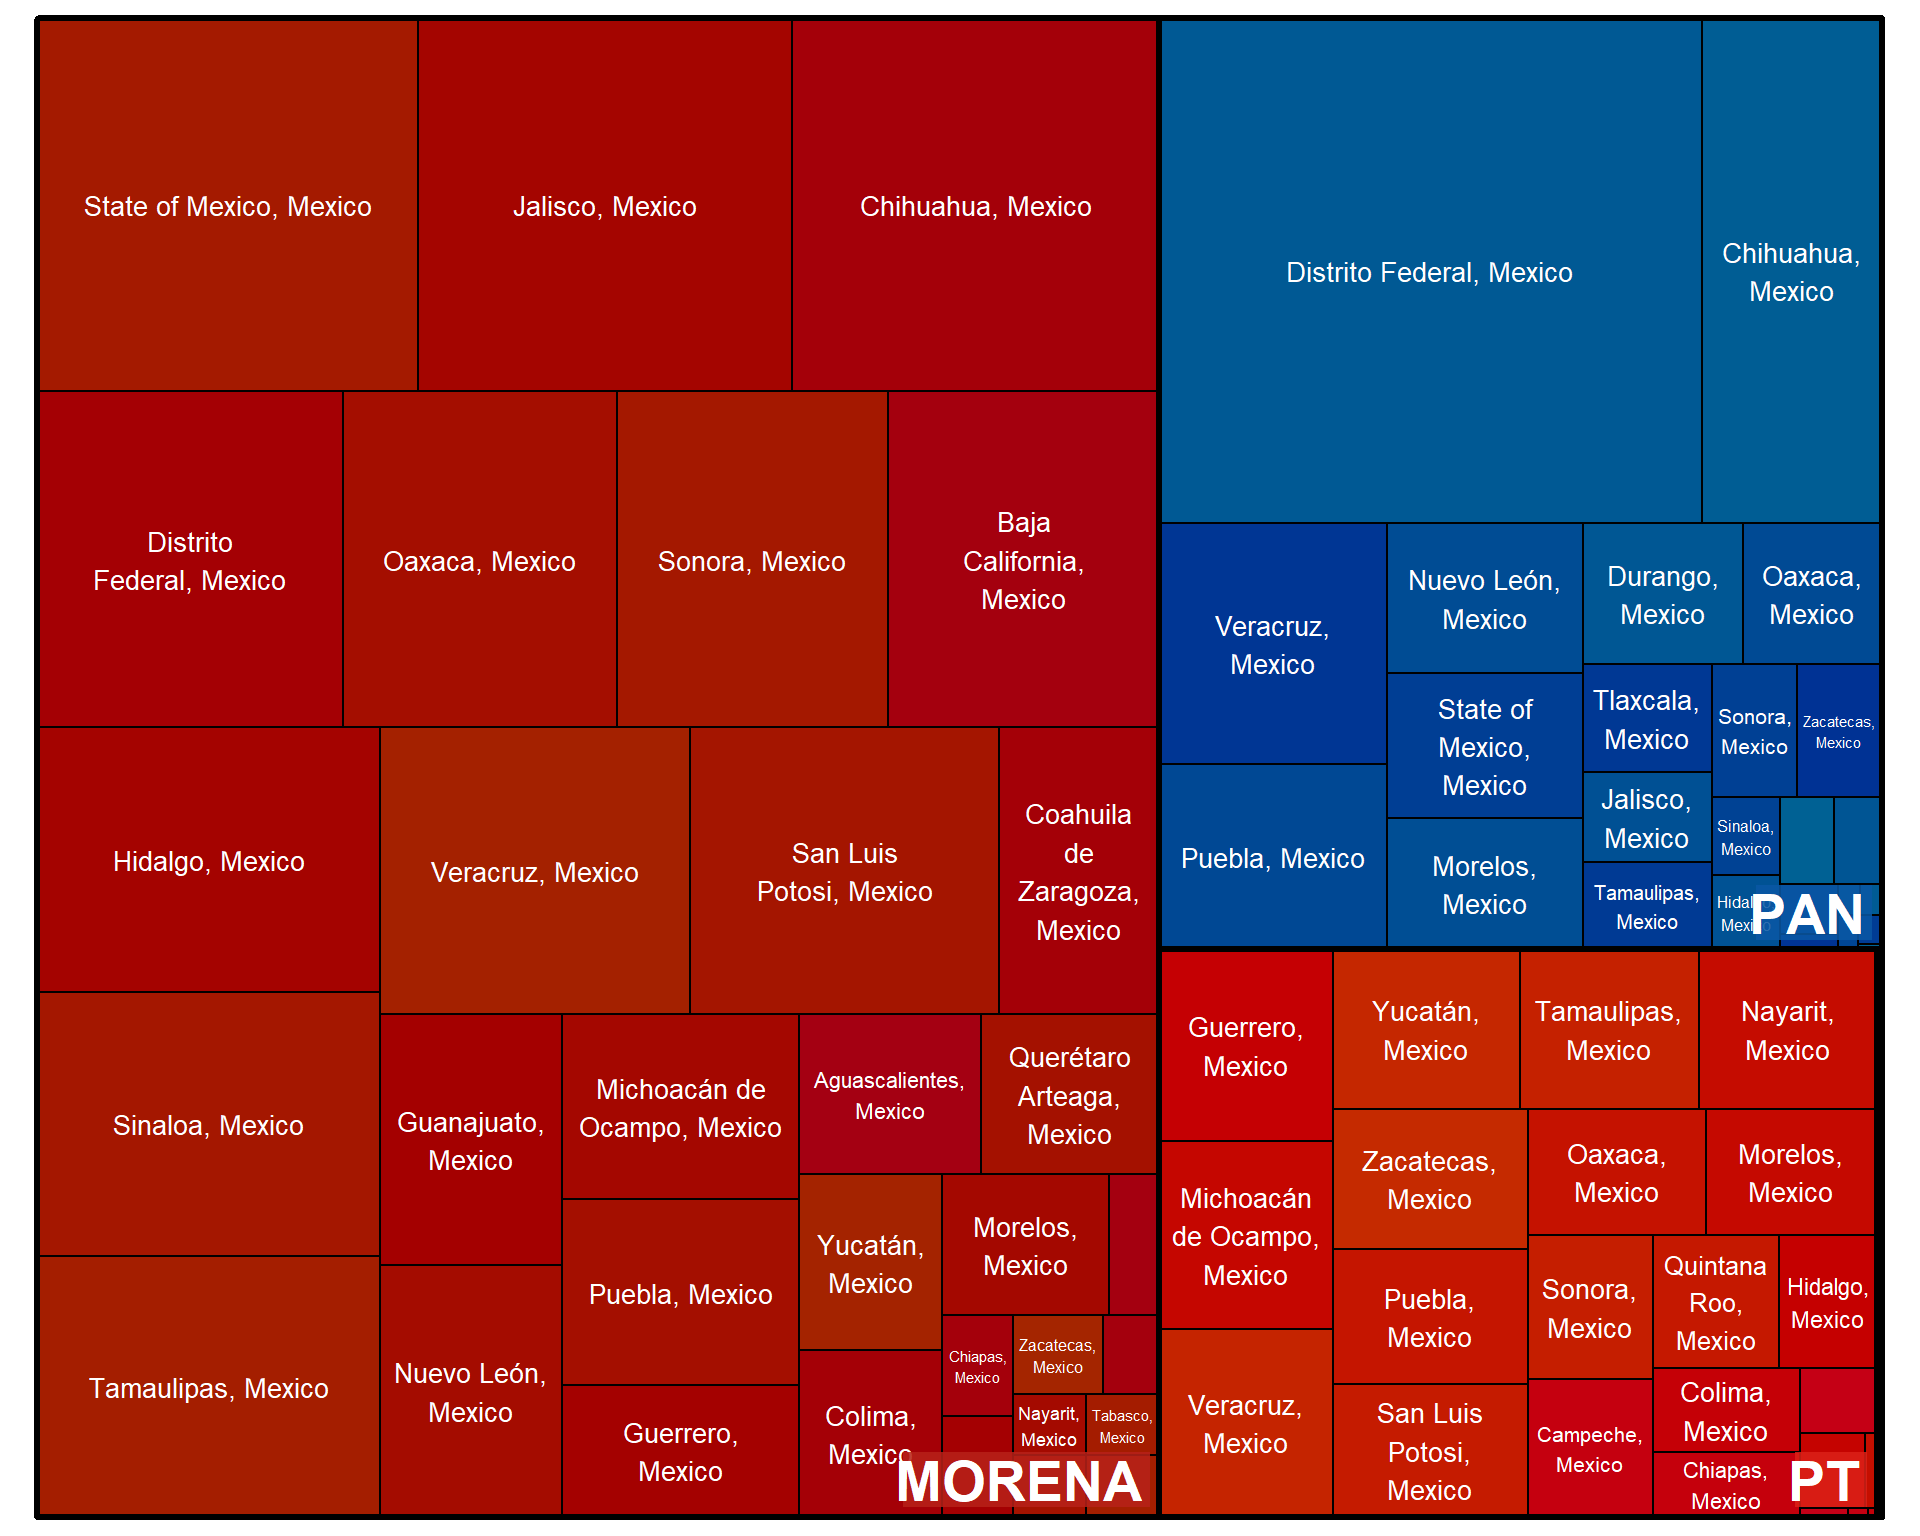 State of Mexico, Mexico
Jalisco, Mexico
Chihuahua, Mexico
Distrito
Federal, Mexico
Oaxaca, Mexico
Sonora, Mexico
Baja
California,
Mexico
Hidalgo, Mexico
Veracruz, Mexico
San Luis
Potosi, Mexico
Coahuila
de
Zaragoza,
Mexico
Sinaloa, Mexico
Tamaulipas, Mexico
Guanajuato,
Mexico
Nuevo León,
Mexico
Michoacán de
Ocampo, Mexico
Puebla, Mexico
Guerrero,
Mexico
Aguascalientes,
Mexico
Querétaro
Arteaga,
Mexico
Yucatán,
Mexico
Morelos,
Mexico
Colima,
Mexico
Chiapas,
Mexico
Zacatecas,
Mexico
Nayarit,
Mexico
Tabasco,
Mexico
MORENA
Distrito Federal, Mexico
Chihuahua,
Mexico
Veracruz,
Mexico
Puebla, Mexico
Nuevo León,
Mexico
State of
Mexico,
Mexico
Morelos,
Mexico
Durango,
Mexico
Oaxaca,
Mexico
Tlaxcala,
Mexico
Jalisco,
Mexico
Tamaulipas,
Mexico
Sonora,
Mexico
Zacatecas,
Mexico
Sinaloa,
Mexico
Hidalgo,
Mexico
PAN
Guerrero,
Mexico
Michoacán
de Ocampo,
Mexico
Veracruz,
Mexico
Yucatán,
Mexico
Tamaulipas,
Mexico
Nayarit,
Mexico
Zacatecas,
Mexico
Puebla,
Mexico
San Luis
Potosi,
Mexico
Oaxaca,
Mexico
Morelos,
Mexico
Sonora,
Mexico
Quintana
Roo,
Mexico
Hidalgo,
Mexico
Campeche,
Mexico
Colima,
Mexico
Chiapas,
Mexico
PT